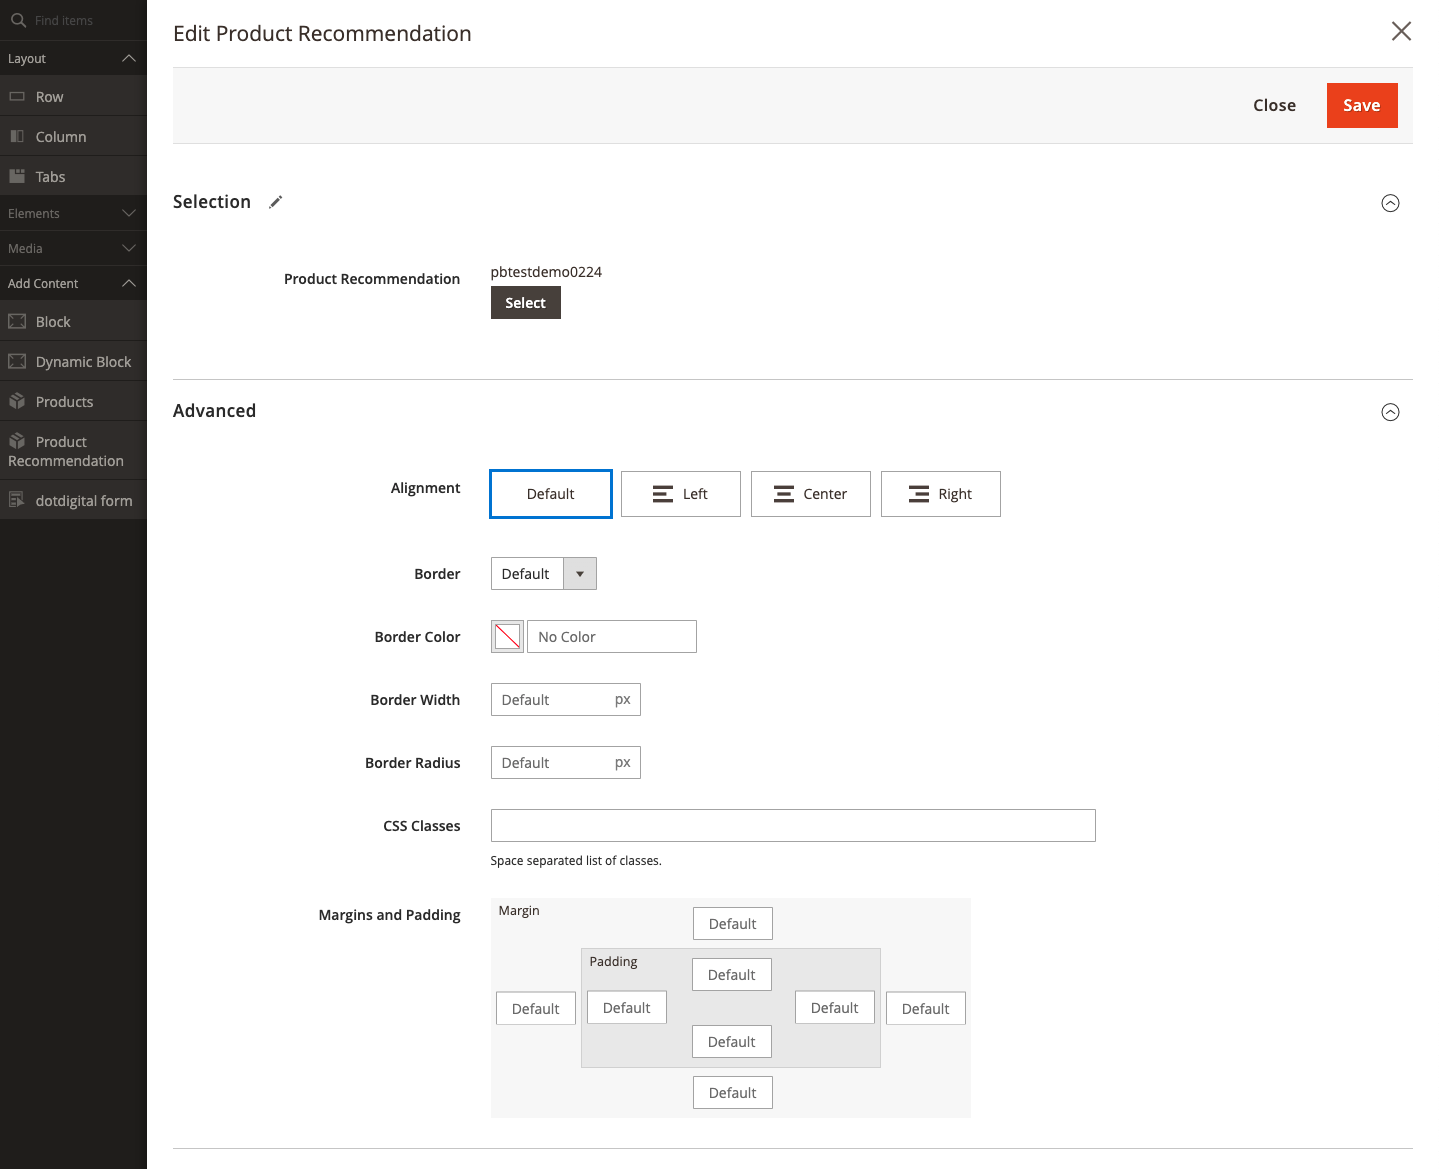 Find items
Layout
Row
Column
Tabs
Elements
Media
Add Content
Block
Dynamic Block
Products
Product
Recommendation
dotdigital form
Edit Product Recommendation
Close
Save
Selection
Product Recommendation
pbtestdemo0224
Select
Advanced
Alignment
Default
Left
Center
Right
Border
Default
Border Color
No Color
Border Width
Default px
Border Radius
Default px
CSS Classes
Space separated list of classes.
Margins and Padding
Margin
Default
Padding
Default
Default
Default
Default
Default
Default
Default